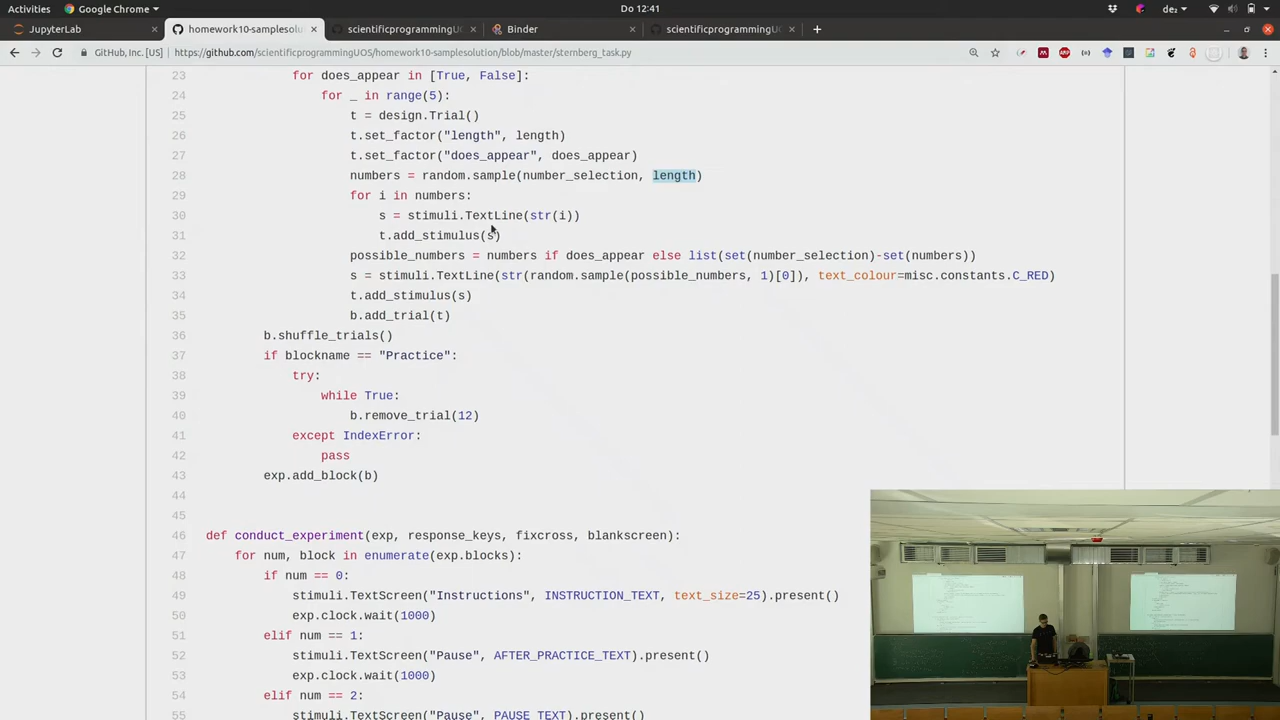 Activities
Google Chrome
Do 12:41
de₂
JupyterLab
homework10-samplesolu
scientificprogrammingUOS
Binder
scientificprogrammingUOS
GitHub, Inc. [US]
https://github.com/scientificprogrammingUOS/homework10-samplesolution/blob/master/sternberg_task.py
23 for does_appear in [True, False]:
24 for _ in range(5):
25 t = design.Trial()
26 t.set_factor("length", length)
27 t.set_factor("does_appear", does_appear)
28 numbers = random.sample(number_selection, length)
29 for i in numbers:
30 s = stimuli.TextLine(str(i))
31 t.add_stimulus(s)
32 possible_numbers = numbers if does_appear else list(set(number_selection)-set(numbers))
33 s = stimuli.TextLine(str(random.sample(possible_numbers, 1)[0]), text_colour=misc.constants.C_RED)
34 t.add_stimulus(s)
35 b.add_trial(t)
36 b.shuffle_trials()
37 if blockname == "Practice":
38 try:
39 while True:
40 b.remove_trial(12)
41 except IndexError:
42 pass
43 exp.add_block(b)
44
45
46 def conduct_experiment(exp, response_keys, fixcross, blankscreen):
47 for num, block in enumerate(exp.blocks):
48 if num == 0:
49 stimuli.TextScreen("Instructions", INSTRUCTION_TEXT, text_size=25).present()
50 exp.clock.wait(1000)
51 elif num == 1:
52 stimuli.TextScreen("Pause", AFTER_PRACTICE_TEXT).present()
53 exp.clock.wait(1000)
54 elif num == 2:
55 stimuli.TextScreen("Pause", PAUSE_TEXT).present()